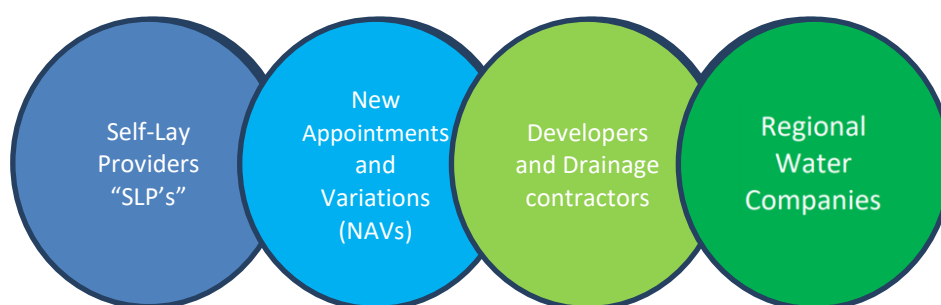 Self-Lay
Providers
“SLP’s”
New
Appointments
and
Variations
(NAVs)
Developers
and Drainage
contractors
Regional
Water
Companies